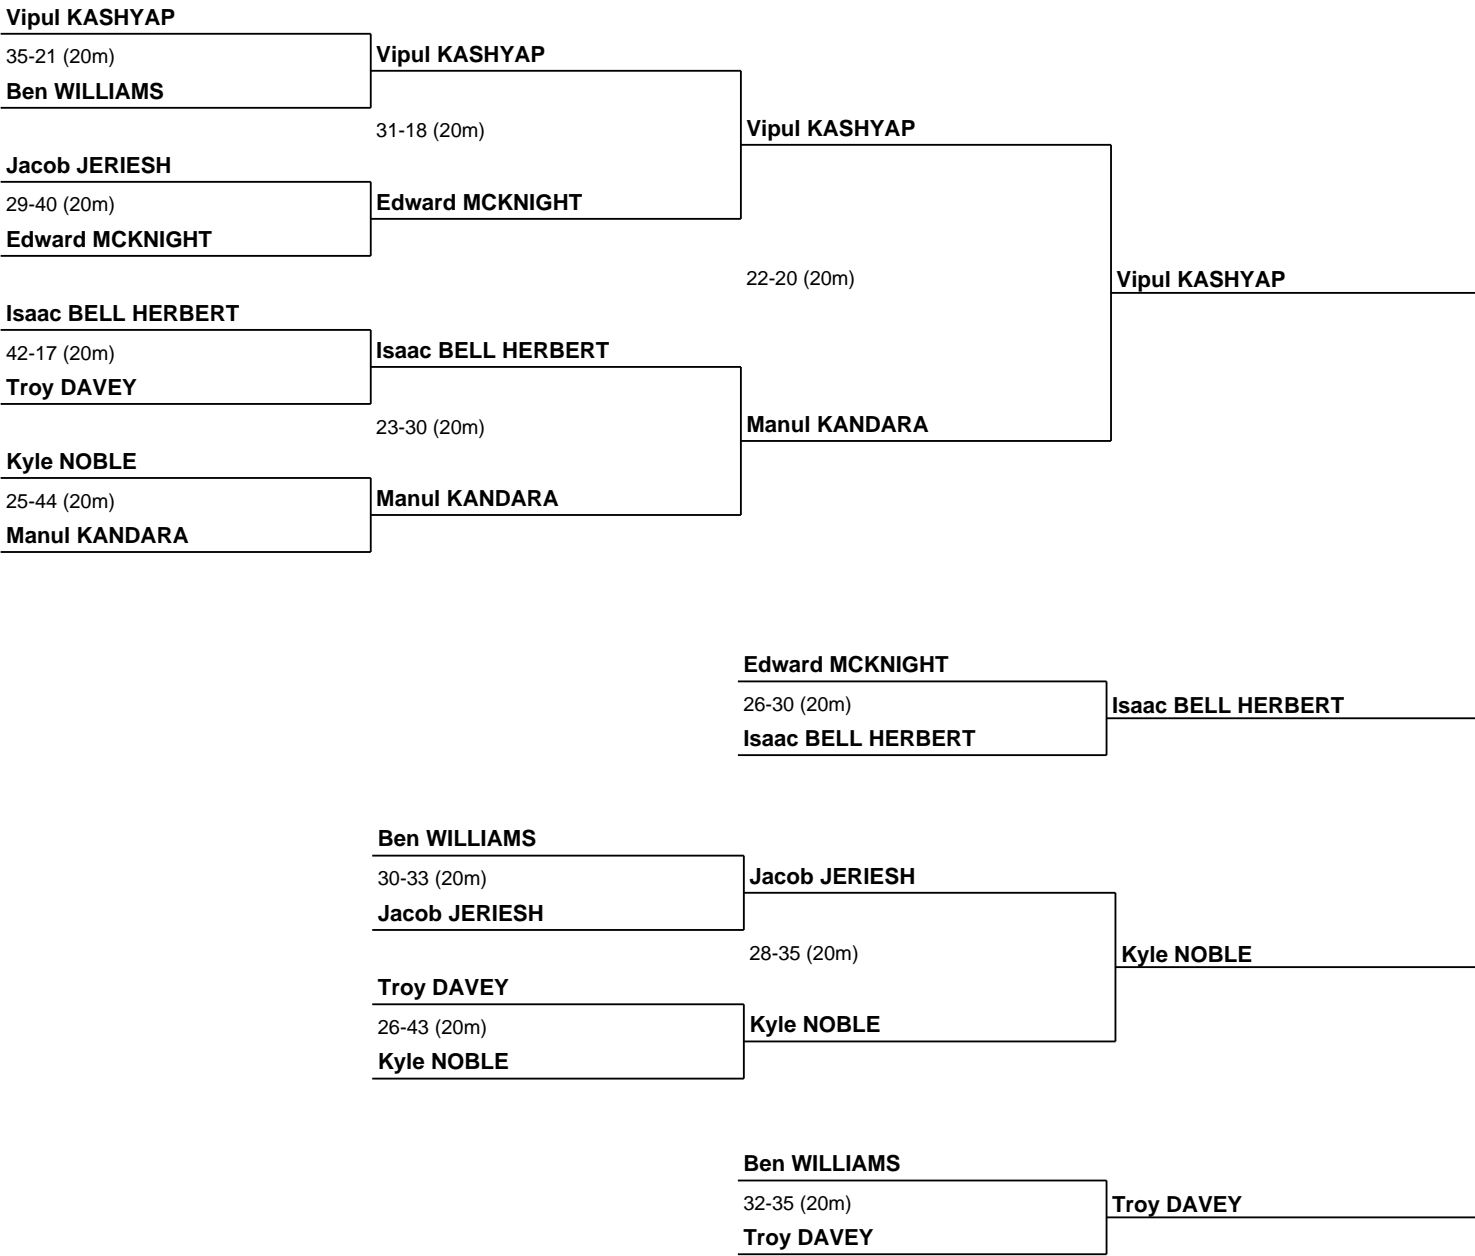 Vipul KASHYAP
35-21 (20m)
Ben WILLIAMS
Vipul KASHYAP
31-18 (20m)
Vipul KASHYAP
Jacob JERIESH
29-40 (20m)
Edward MCKNIGHT
Edward MCKNIGHT
22-20 (20m)
Vipul KASHYAP
Isaac BELL HERBERT
42-17 (20m)
Troy DAVEY
Isaac BELL HERBERT
23-30 (20m)
Manul KANDARA
Kyle NOBLE
25-44 (20m)
Manul KANDARA
Manul KANDARA
Edward MCKNIGHT
26-30 (20m)
Isaac BELL HERBERT
Isaac BELL HERBERT
Ben WILLIAMS
30-33 (20m)
Jacob JERIESH
Jacob JERIESH
28-35 (20m)
Kyle NOBLE
Troy DAVEY
26-43 (20m)
Kyle NOBLE
Kyle NOBLE
Ben WILLIAMS
32-35 (20m)
Troy DAVEY
Troy DAVEY